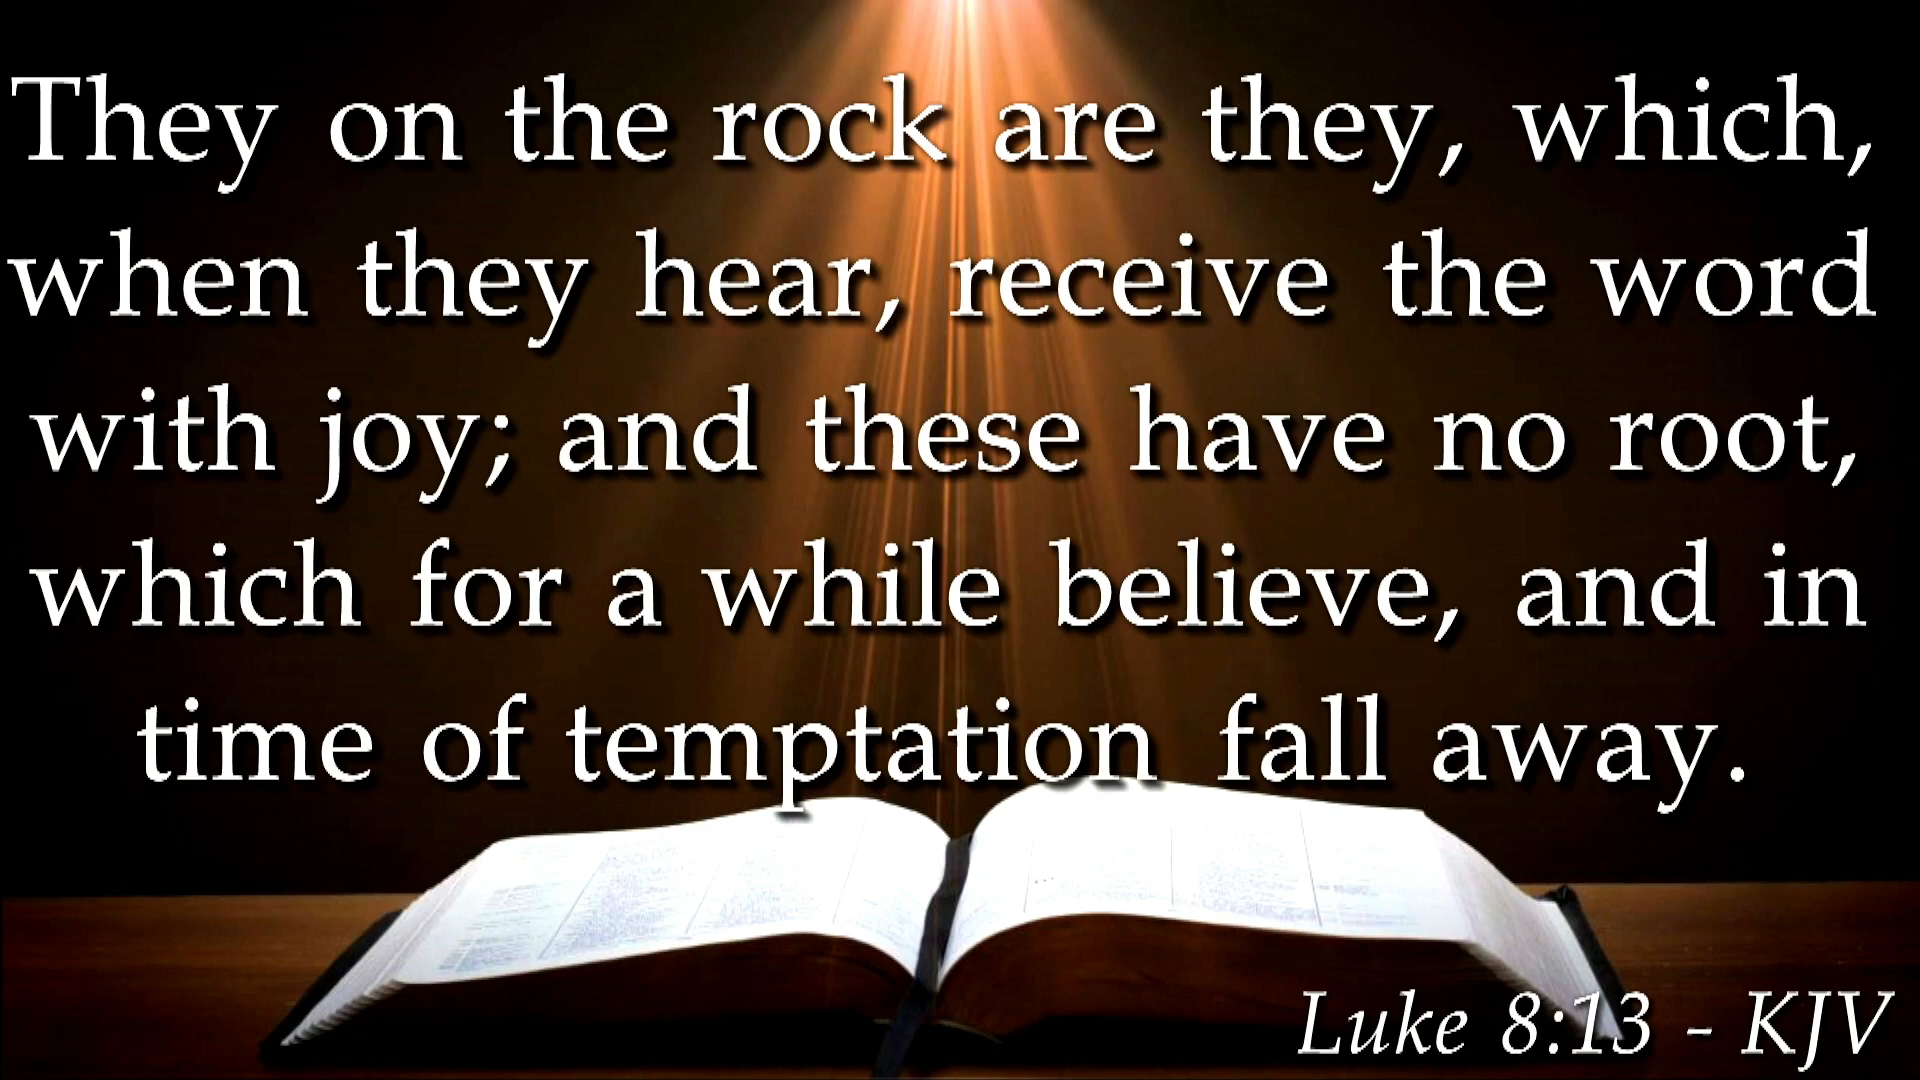 They on the rock are they, which,
when they hear, receive the word
with joy; and these have no root,
which for a while believe, and in
time of temptation fall away.
Luke 8:13 - KJV